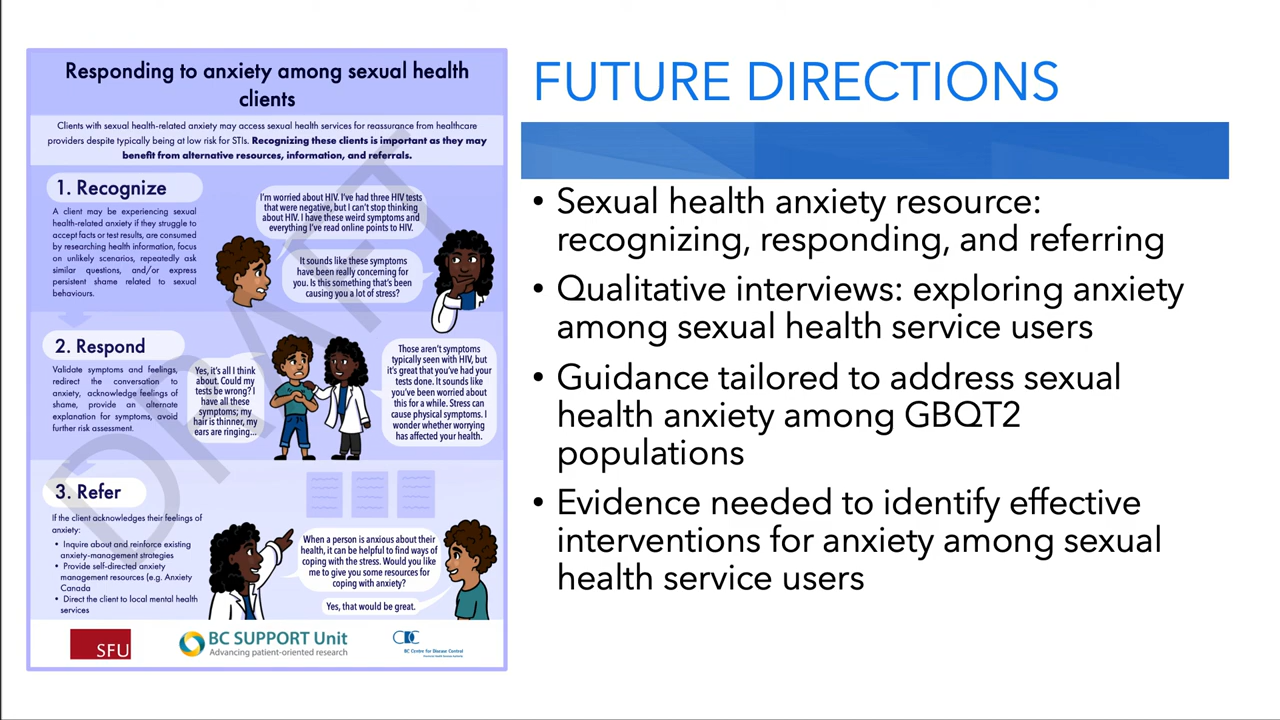 Responding to anxiety among sexual health
clients
Clients with sexual health-related anxiety may access sexual health services for reassurance from healthcare
providers despite typically being at low risk for STIs. Recognizing these clients is important as they may
benefit from alternative resources, information, and referrals.
1. Recognize
A client may be experiencing sexual
health-related anxiety if they struggle to
accept facts or test results, are consumed
by researching health information, focus
on unlikely scenarios, repeatedly ask
similar questions, and/or express
persistent shame related to sexual
behaviours.
I'm worried about HIV. I've had three HIV tests
that were negative, but I can't stop thinking
about HIV. I have these weird symptoms and
everything I've read online points to HIV.
It sounds like these symptoms
have been really concerning for
you. Is this something that's been
causing you a lot of stress?
2. Respond
Validate symptoms and feelings,
redirect the conversation to
anxiety, acknowledge feelings of
shame, provide an alternate
explanation for symptoms, avoid
further risk assessment.
Yes, it's all I think
about. Could my
tests be wrong? I
have all these
symptoms; my
hair is thinner, my
ears are ringing...
Those aren't symptoms
typically seen with HIV, but
it's great that you've had your
tests done. It sounds like
you've been worried about
this for a while. Stress can
cause physical symptoms. I
wonder whether worrying
has affected your health.
3. Refer
If the client acknowledges their feelings of
anxiety:
• Inquire about and reinforce existing
anxiety-management strategies
• Provide self-directed anxiety
management resources (e.g. Anxiety
Canada
• Direct the client to local mental health
services
When a person is anxious about their
health, it can be helpful to find ways of
coping with the stress. Would you like
me to give you some resources for
coping with anxiety?
Yes, that would be great.
DRAFT
SFU
BC SUPPORT Unit
Advancing patient-oriented research
CDC
BC Centre for Disease Control
Provincial Health Services Authority
FUTURE DIRECTIONS
• Sexual health anxiety resource:
recognizing, responding, and referring
• Qualitative interviews: exploring anxiety
among sexual health service users
• Guidance tailored to address sexual
health anxiety among GBQT2
populations
• Evidence needed to identify effective
interventions for anxiety among sexual
health service users